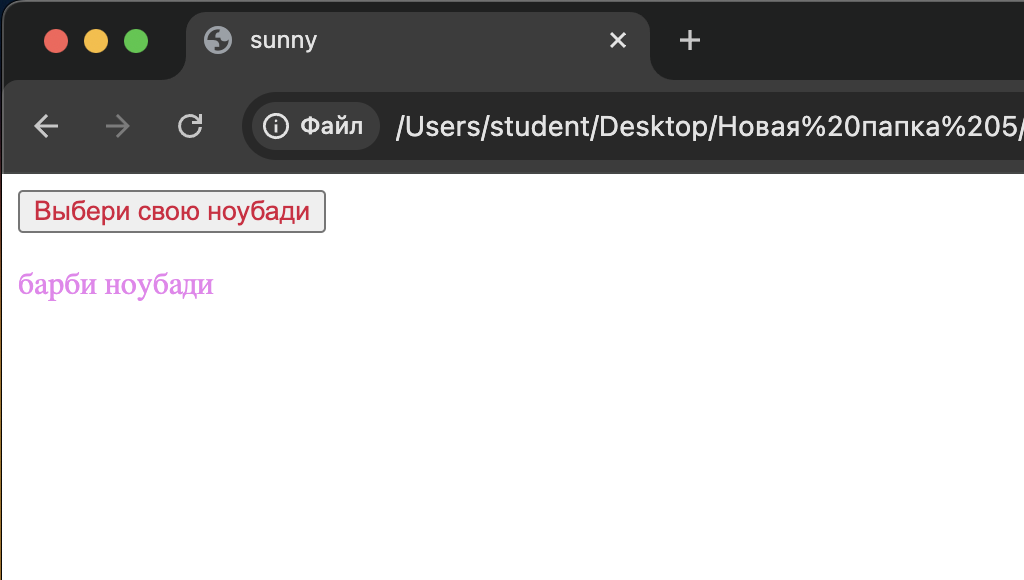 sunny
Файл /Users/student/Desktop/Новая%20папка%205/
Выбери свою ноубади
барби ноубади